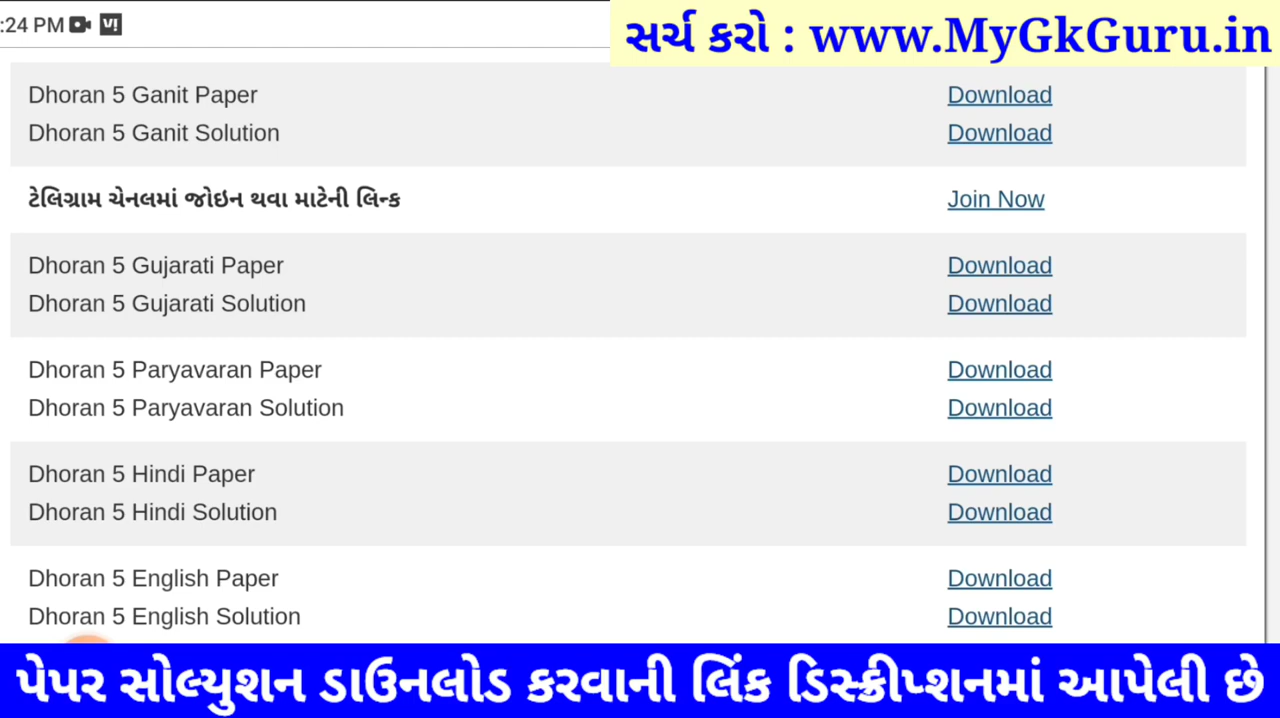 :24 PM
સર્ચ કરો : www.MyGkGuru.in
Dhoran 5 Ganit Paper Download
Dhoran 5 Ganit Solution Download
ટેલિગ્રામ ચેનલમાં જોઇન થવા માટેની લિન્ક Join Now
Dhoran 5 Gujarati Paper Download
Dhoran 5 Gujarati Solution Download
Dhoran 5 Paryavaran Paper Download
Dhoran 5 Paryavaran Solution Download
Dhoran 5 Hindi Paper Download
Dhoran 5 Hindi Solution Download
Dhoran 5 English Paper Download
Dhoran 5 English Solution Download
પેપર સોલ્યુશન ડાઉનલોડ કરવાની લિંક ડિસ્ક્રીપ્શનમાં આપેલી છે